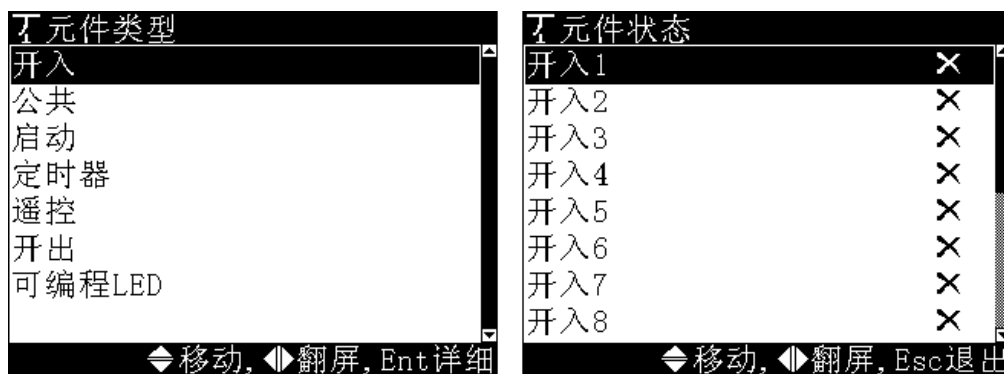 元件类型
开入
公共
启动
定时器
遥控
开出
可编程LED
移动,翻屏,Ent详细
元件状态
开入1
开入2
开入3
开入4
开入5
开入6
开入7
开入8
移动,翻屏,Esc退出